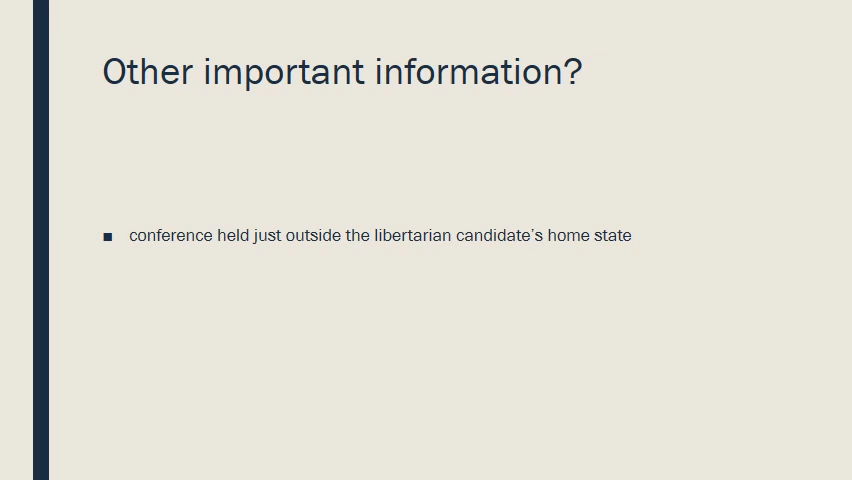 Other important information?
■ conference held just outside the libertarian candidate's home state